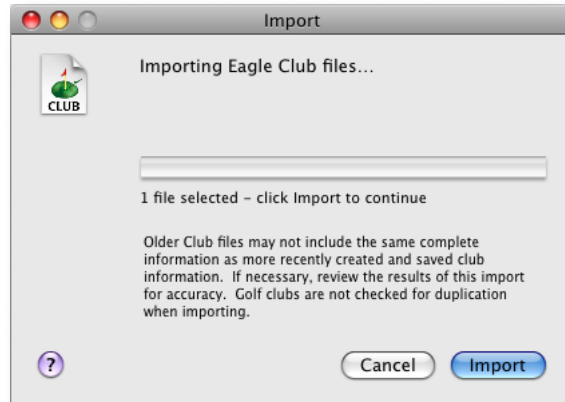 Import
Importing Eagle Club files...
CLUB
1 file selected – click Import to continue
Older Club files may not include the same complete
information as more recently created and saved club
information. If necessary, review the results of this import
for accuracy. Golf clubs are not checked for duplication
when importing.
?
Cancel
Import